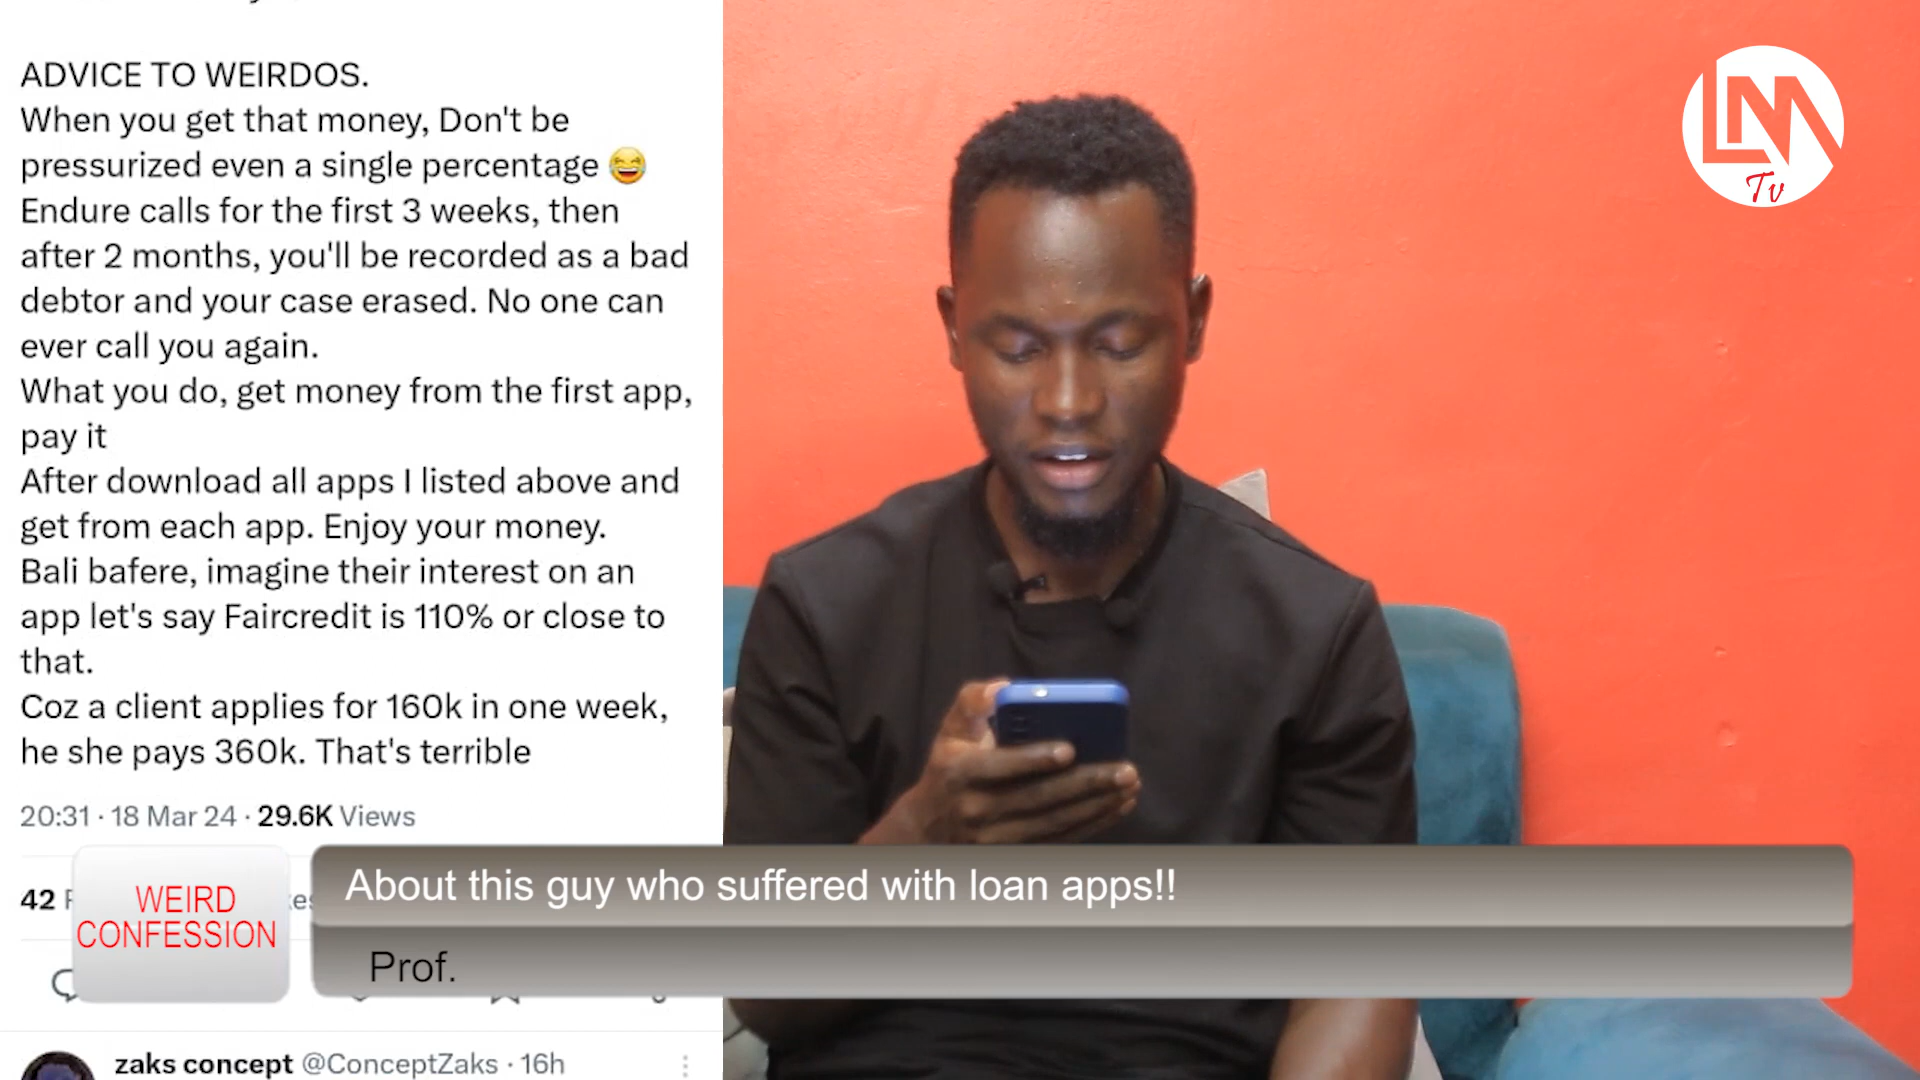 ADVICE TO WEIRDOS.
When you get that money, Don't be
pressurized even a single percentage 😂
Endure calls for the first 3 weeks, then
after 2 months, you'll be recorded as a bad
debtor and your case erased. No one can
ever call you again.
What you do, get money from the first app,
pay it
After download all apps I listed above and
get from each app. Enjoy your money.
Bali bafere, imagine their interest on an
app let's say Faircredit is 110% or close to
that.
Coz a client applies for 160k in one week,
he she pays 360k. That's terrible
20:31 · 18 Mar 24 · 29.6K Views
42
WEIRD
CONFESSION
About this guy who suffered with loan apps!!
Prof.
zaks concept @ConceptZaks · 16h
LM
Tv